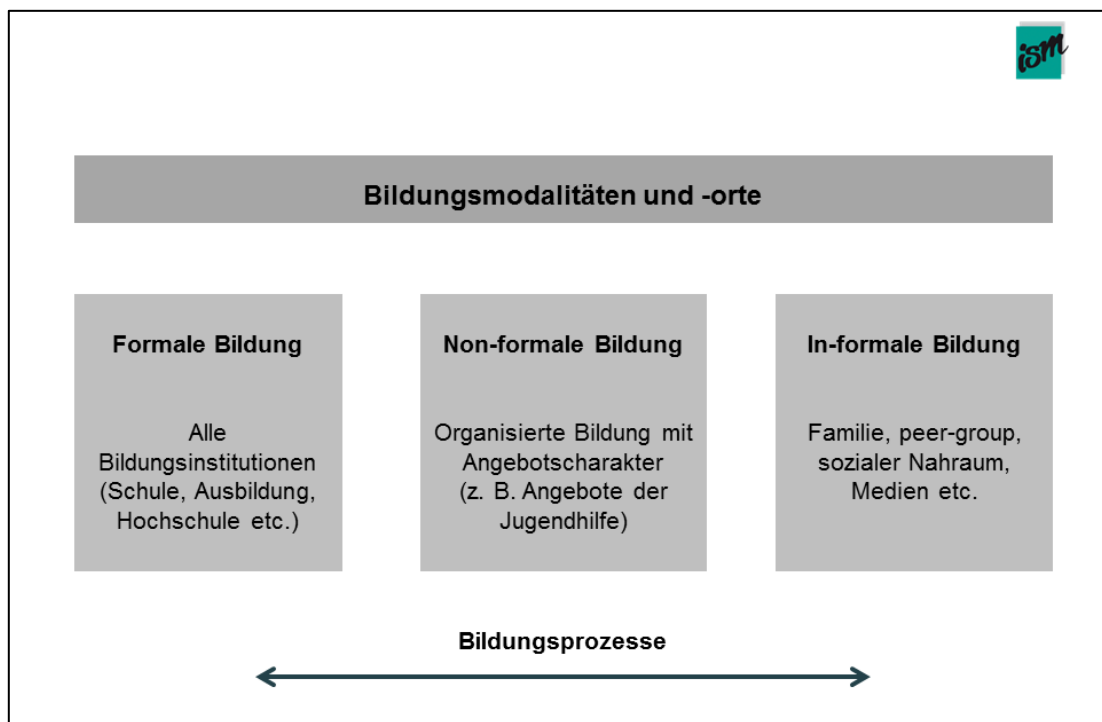 ism
Bildungsmodalitäten und -orte
Formale Bildung
Alle
Bildungsinstitutionen
(Schule, Ausbildung,
Hochschule etc.)
Non-formale Bildung
Organisierte Bildung mit
Angebotscharakter
(z. B. Angebote der
Jugendhilfe)
In-formale Bildung
Familie, peer-group,
sozialer Nahraum,
Medien etc.
Bildungsprozesse